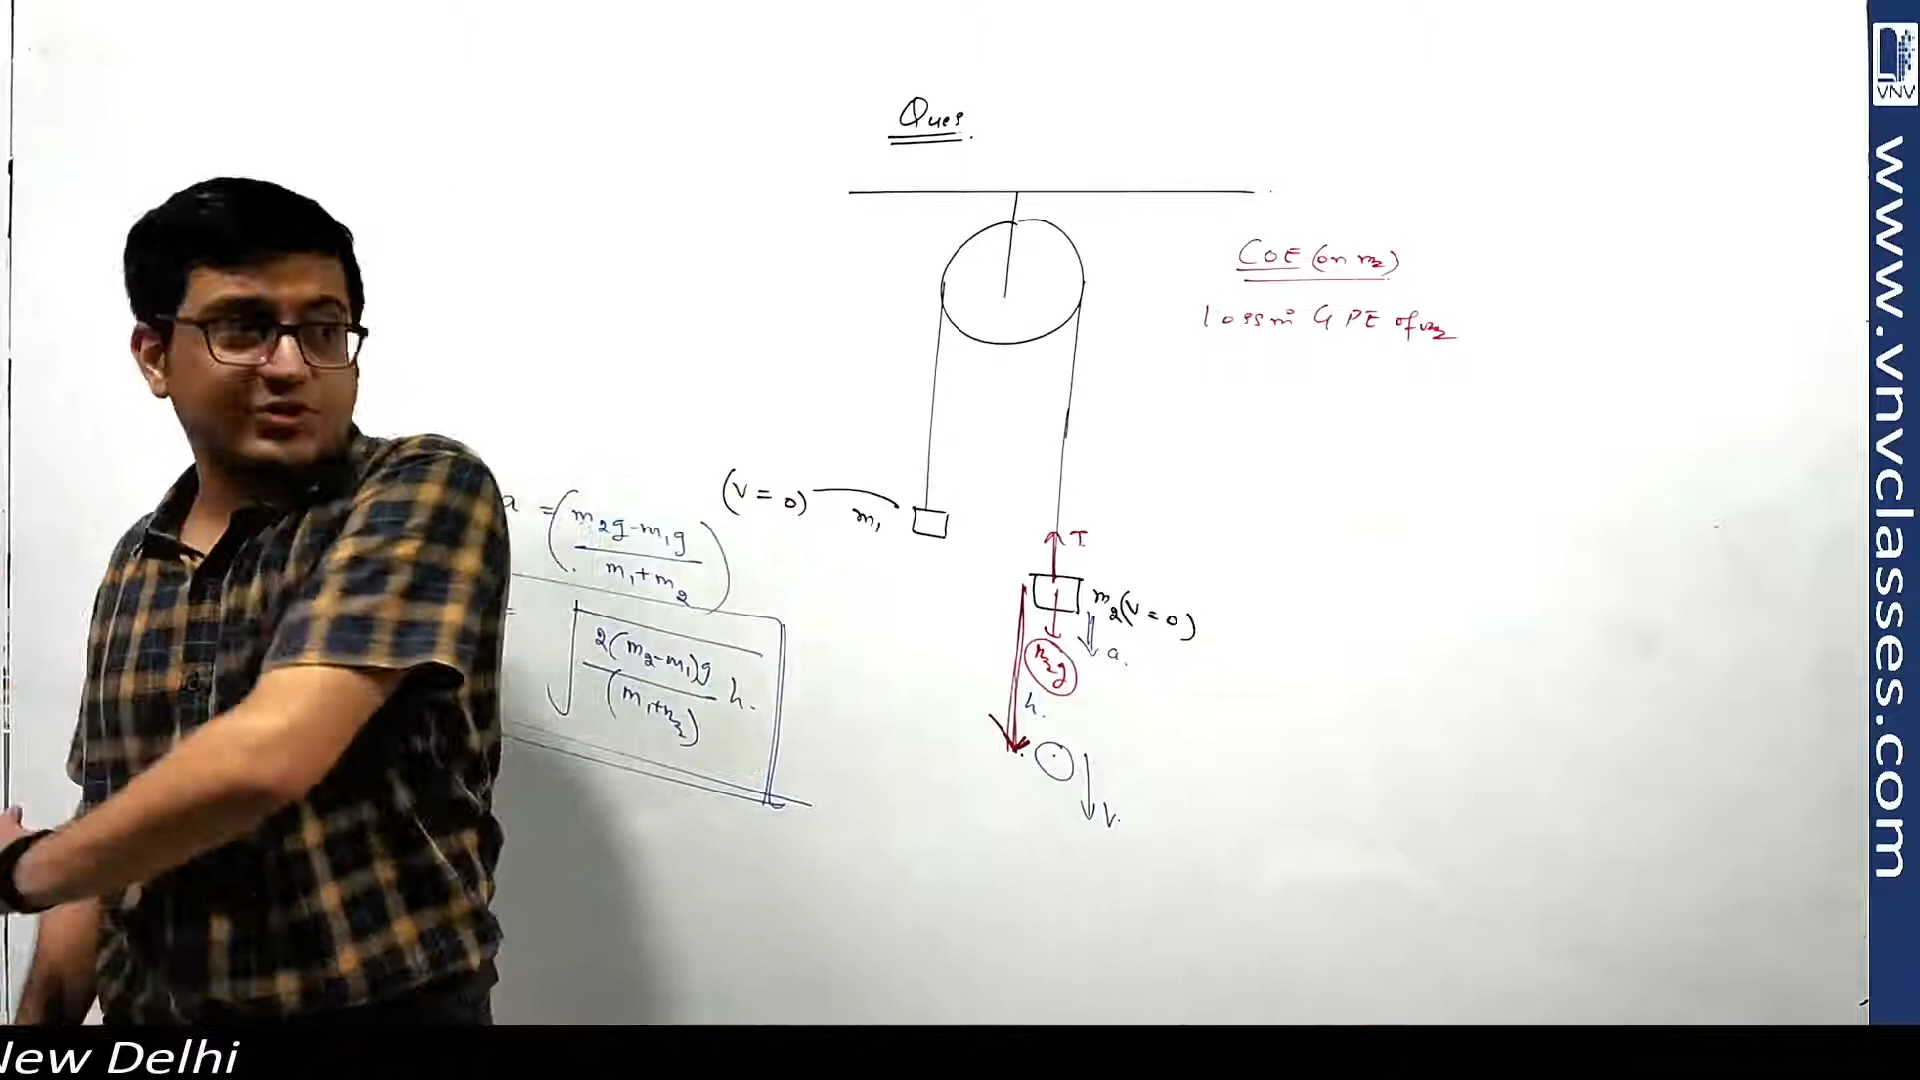 Ques.
COE (on m2)
loss in GPE of m2
a = (m2g - m1g / m1 + m2)
(v = 0)
m1
T.
m2 (v = 0)
a.
m2g
= √ 2(m2 - m1)g / (m1 + m2) h.
h.
v.
VNV
www.vnvclasses.com
New Delhi